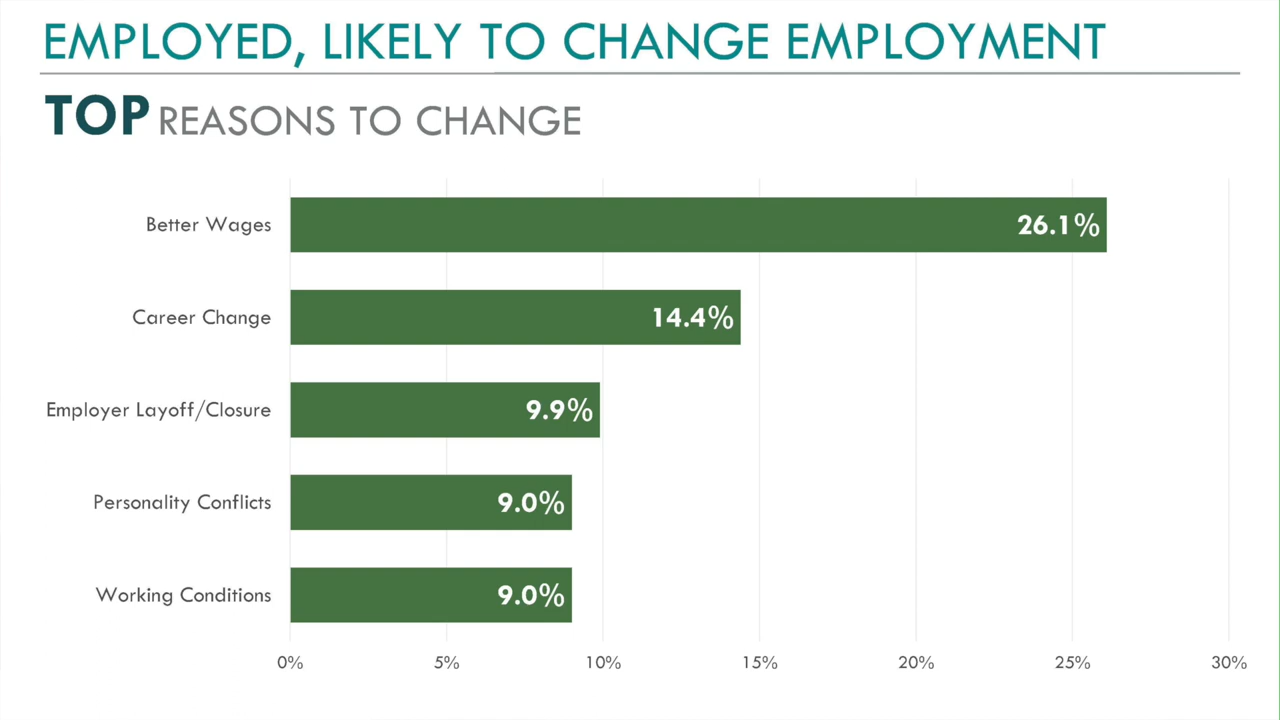 EMPLOYED, LIKELY TO CHANGE EMPLOYMENT
TOP REASONS TO CHANGE
Better Wages 26.1%
Career Change 14.4%
Employer Layoff/Closure 9.9%
Personality Conflicts 9.0%
Working Conditions 9.0%
0% 5% 10% 15% 20% 25% 30%